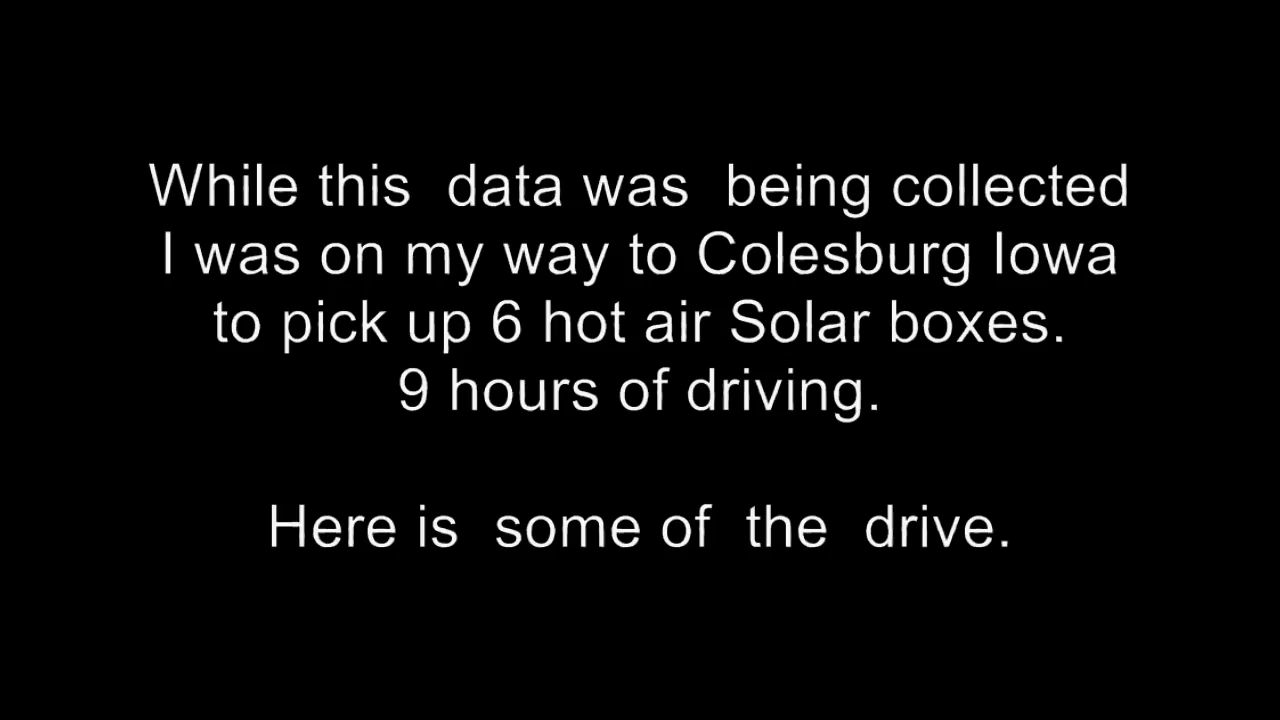 While this  data was  being collected
I was on my way to Colesburg Iowa
to pick up 6 hot air Solar boxes.
9 hours of driving.
Here is  some of  the  drive.